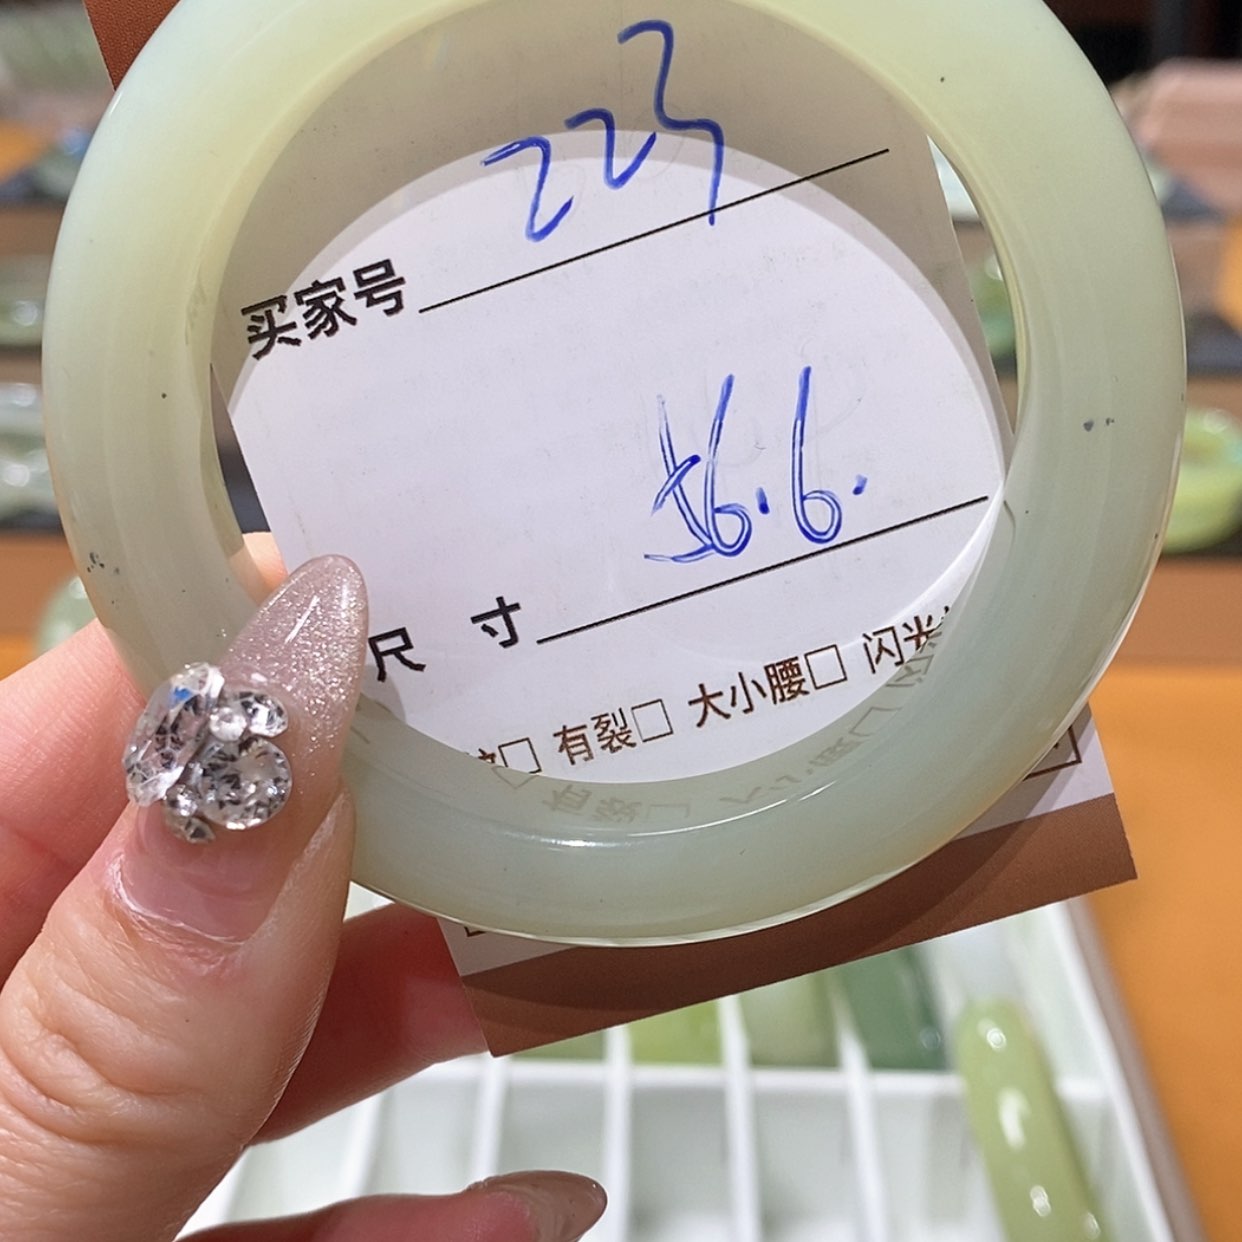 买家号 223
尺 寸 56.6.
□ 有裂□ 大小腰□ 闪光